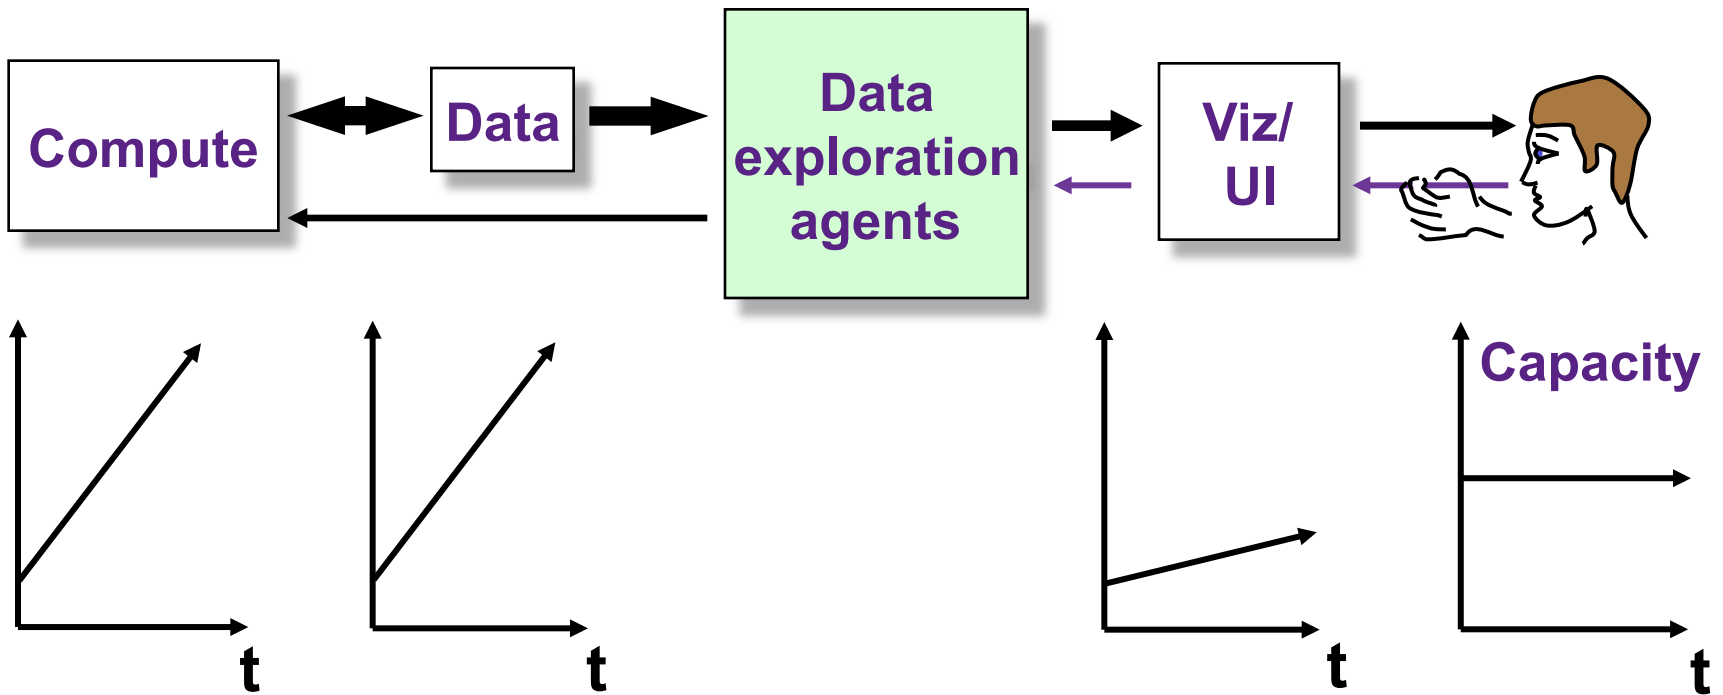 Compute
Data
Data
exploration
agents
Viz/
UI
Capacity
t
t
t
t